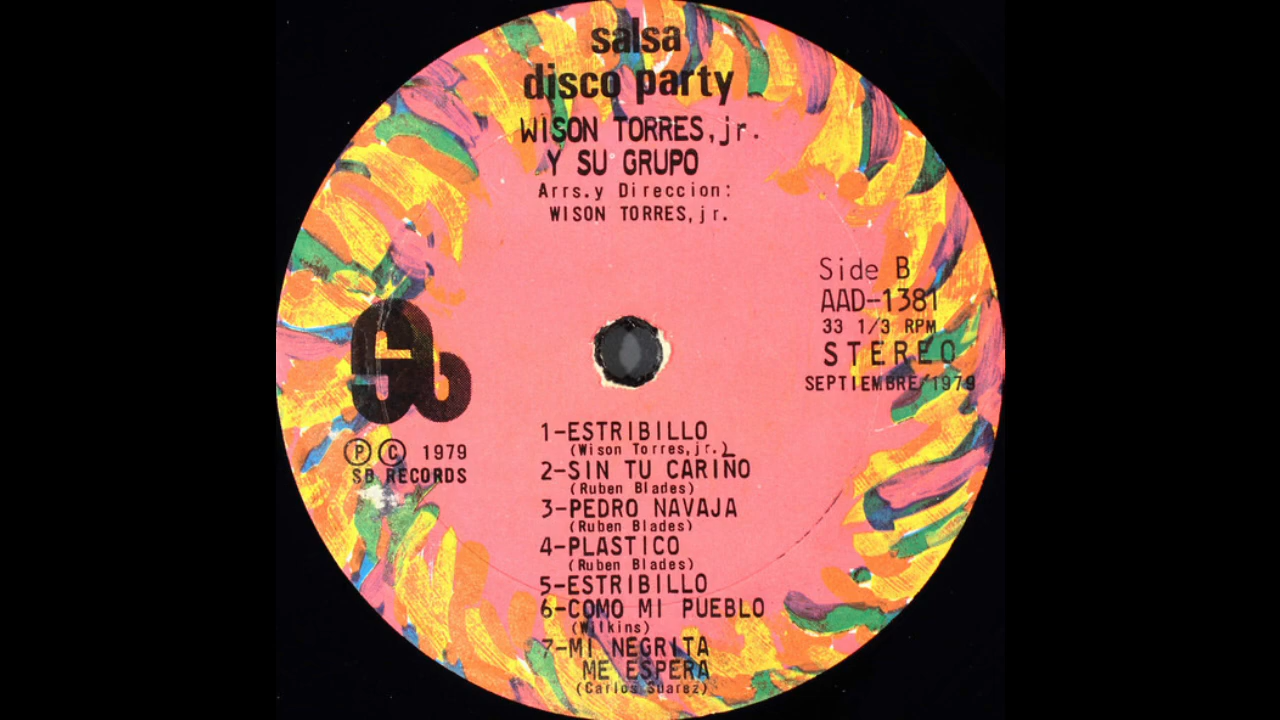 salsa
disco party
WISON TORRES, jr.
Y SU GRUPO
Arrs. y Direccion:
WISON TORRES, jr.
Side B
AAD-1381
33 1/3 RPM
STEREO
SEPTIEMBRE/1979
Sb
Ⓟ © 1979
SB RECORDS
1-ESTRIBILLO
(Wison Torres, jr.)
2-SIN TU CARIÑO
(Ruben Blades)
3-PEDRO NAVAJA
(Ruben Blades)
4-PLASTICO
(Ruben Blades)
5-ESTRIBILLO
6-COMO MI PUEBLO
(Wilkins)
7-MI NEGRITA
ME ESPERA
(Carlos Suarez)